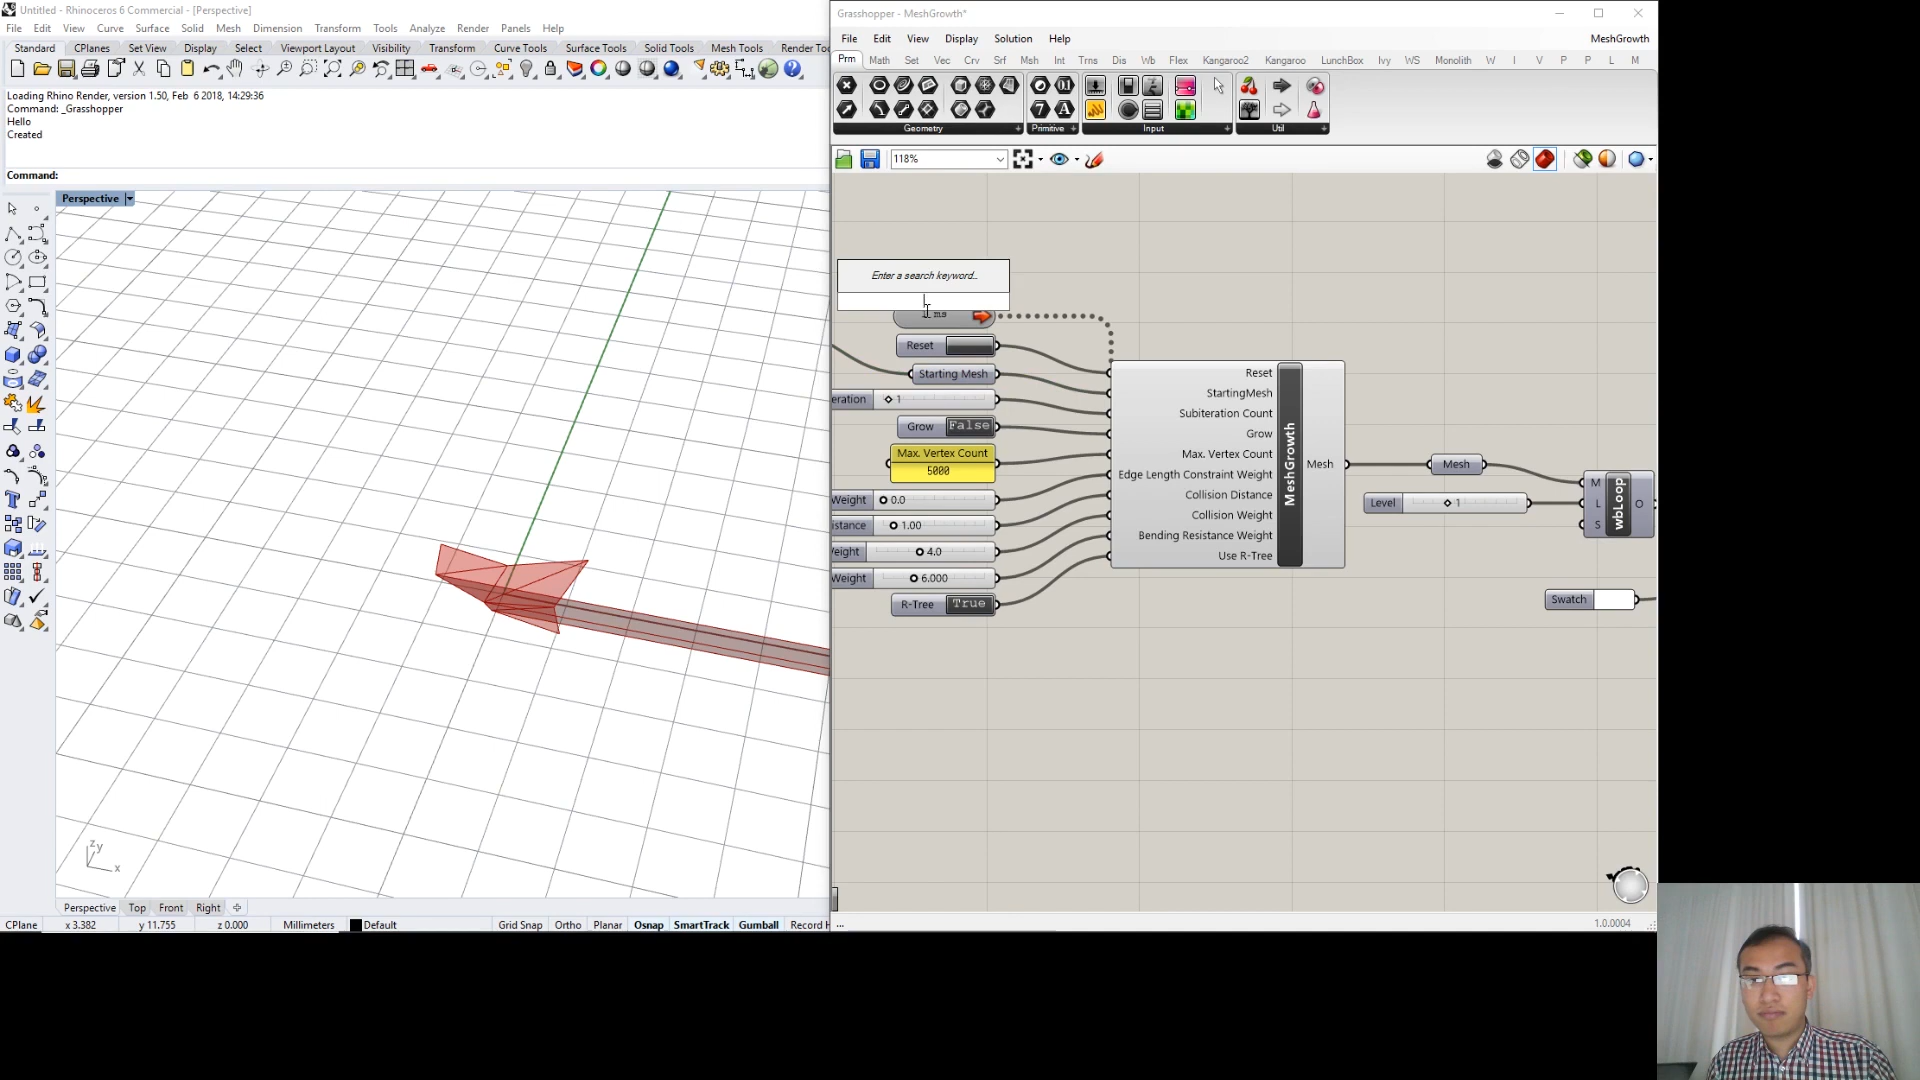 Untitled - Rhinoceros 6 Commercial - [Perspective]
File Edit View Curve Surface Solid Mesh Dimension Transform Tools Analyze Render Panels Help
Standard CPlanes Set View Display Select Viewport Layout Visibility Transform Curve Tools Surface Tools Solid Tools Mesh Tools Render Too
Loading Rhino Render, version 1.50, Feb 6 2018, 14:29:36
Command: _Grasshopper
Hello
Created
Command:
Perspective
z y
x
Perspective Top Front Right
CPlane x 3.382 y 11.755 z 0.000 Millimeters Default Grid Snap Ortho Planar Osnap SmartTrack Gumball Record H
Grasshopper - MeshGrowth*
File Edit View Display Solution Help MeshGrowth
Prm Math Set Vec Crv Srf Msh Int Trns Dis Wb Flex Kangaroo2 Kangaroo LunchBox Ivy WS Monolith W I V P P L M
Geometry Primitive Input Util
118%
Enter a search keyword...
ms
Reset
Starting Mesh
eration 1
Grow False
Max. Vertex Count
5000
Weight 0.0
istance 1.00
Weight 4.0
Weight 6.000
R-Tree True
Reset
StartingMesh
Subiteration Count
Grow
Max. Vertex Count
Edge Length Constraint Weight
Collision Distance
Collision Weight
Bending Resistance Weight
Use R-Tree
MeshGrowth
Mesh
Mesh
Level 1
M
L
S
wbLoop
O
Swatch
...
1.0.0004